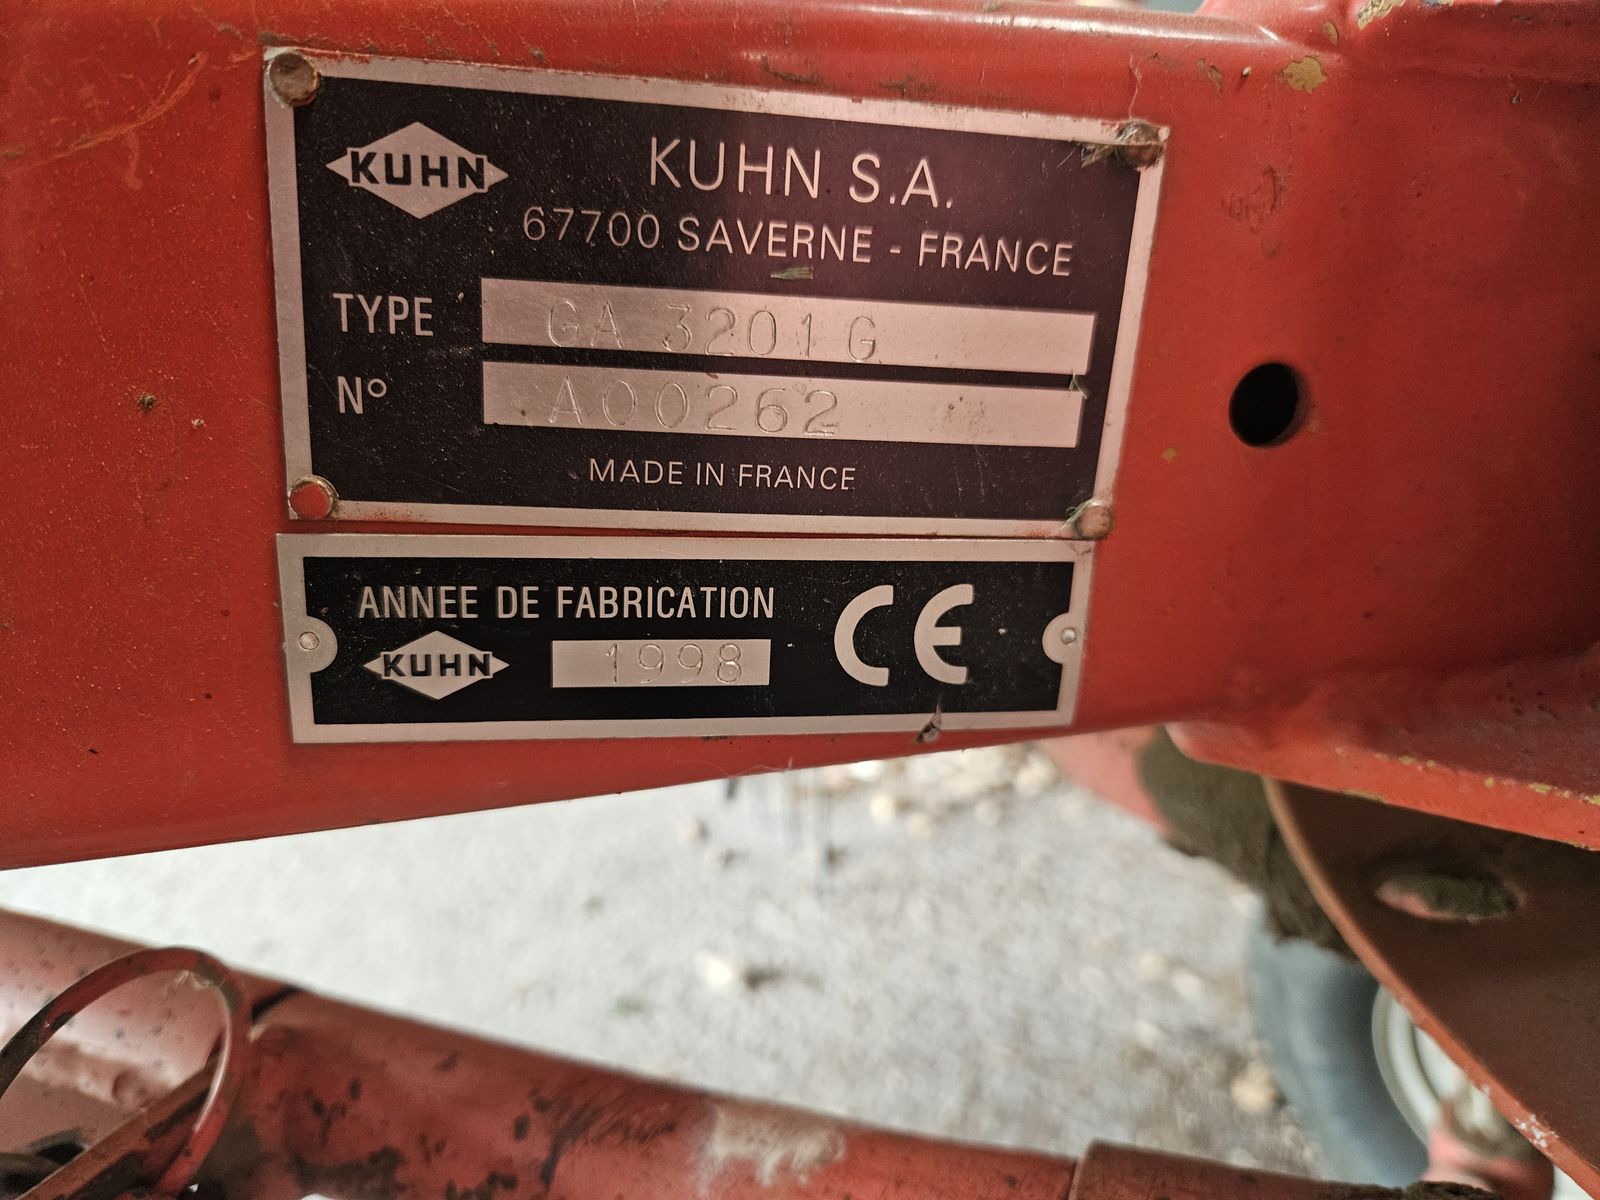 KUHN
KUHN S.A.
67700 SAVERNE - FRANCE
TYPE GA 3201 G
N° A00262
MADE IN FRANCE
ANNEE DE FABRICATION
KUHN 1998
CE